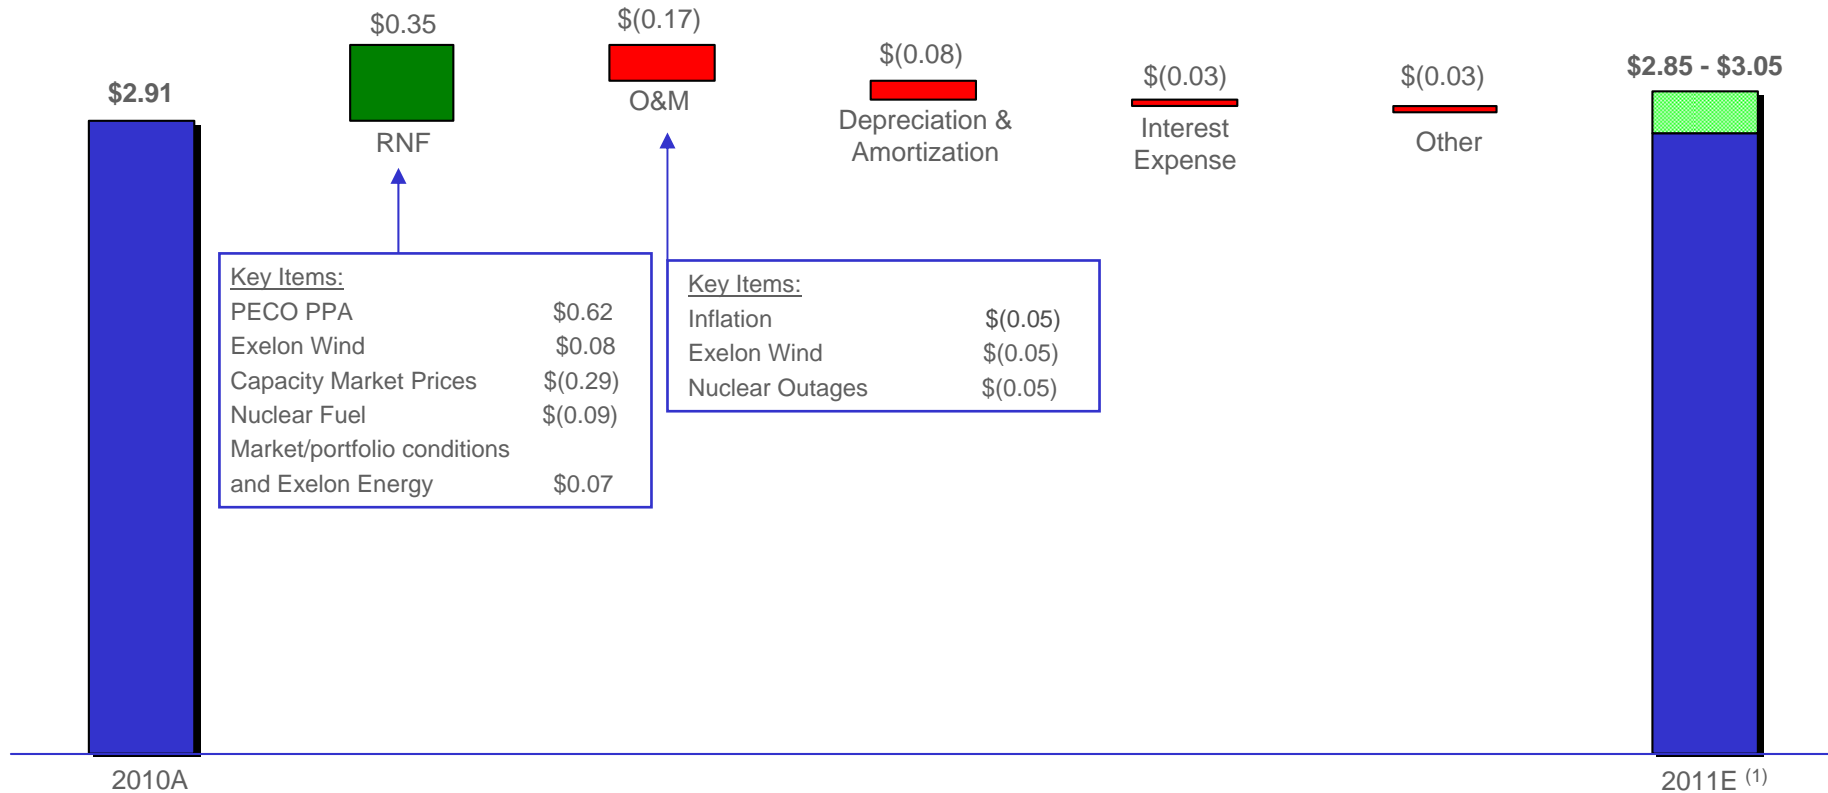 $2.91
$0.35
RNF
$(0.17)
O&M
$(0.08)
Depreciation &
Amortization
$(0.03)
Interest
Expense
$(0.03)
Other
$2.85 - $3.05
Key Items:
PECO PPA $0.62
Exelon Wind $0.08
Capacity Market Prices $(0.29)
Nuclear Fuel $(0.09)
Market/portfolio conditions
and Exelon Energy $0.07
Key Items:
Inflation $(0.05)
Exelon Wind $(0.05)
Nuclear Outages $(0.05)
2010A
2011E (1)